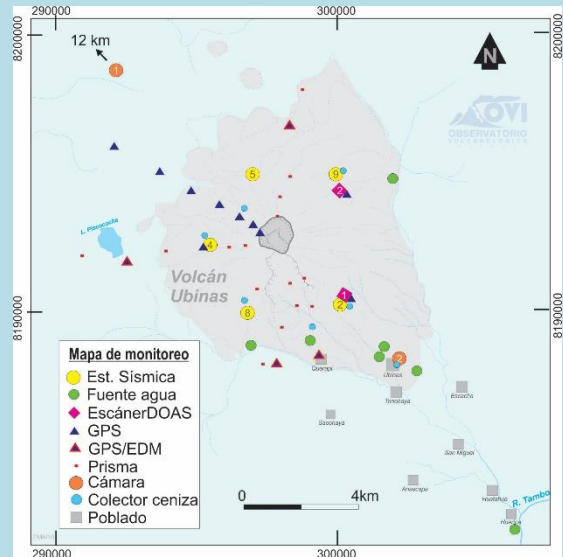 290000
300000
8200000
8200000
12 km
1
N
OVI
OBSERVATORIO
VULCANOLÓGICO
5
9
2
L. Piscococha
4
Volcán
Ubinas
1
2
8
8190000
8190000
2
Querapi
Ubinas
Tonohaya
Escacha
Sacohaya
San Miguel
Anascapa
Huatahua
Huarina
R. Tambo
Mapa de monitoreo
Est. Sísmica
Fuente agua
EscánerDOAS
GPS
GPS/EDM
Prisma
Cámara
Colector ceniza
Poblado
0
4km
290000
300000